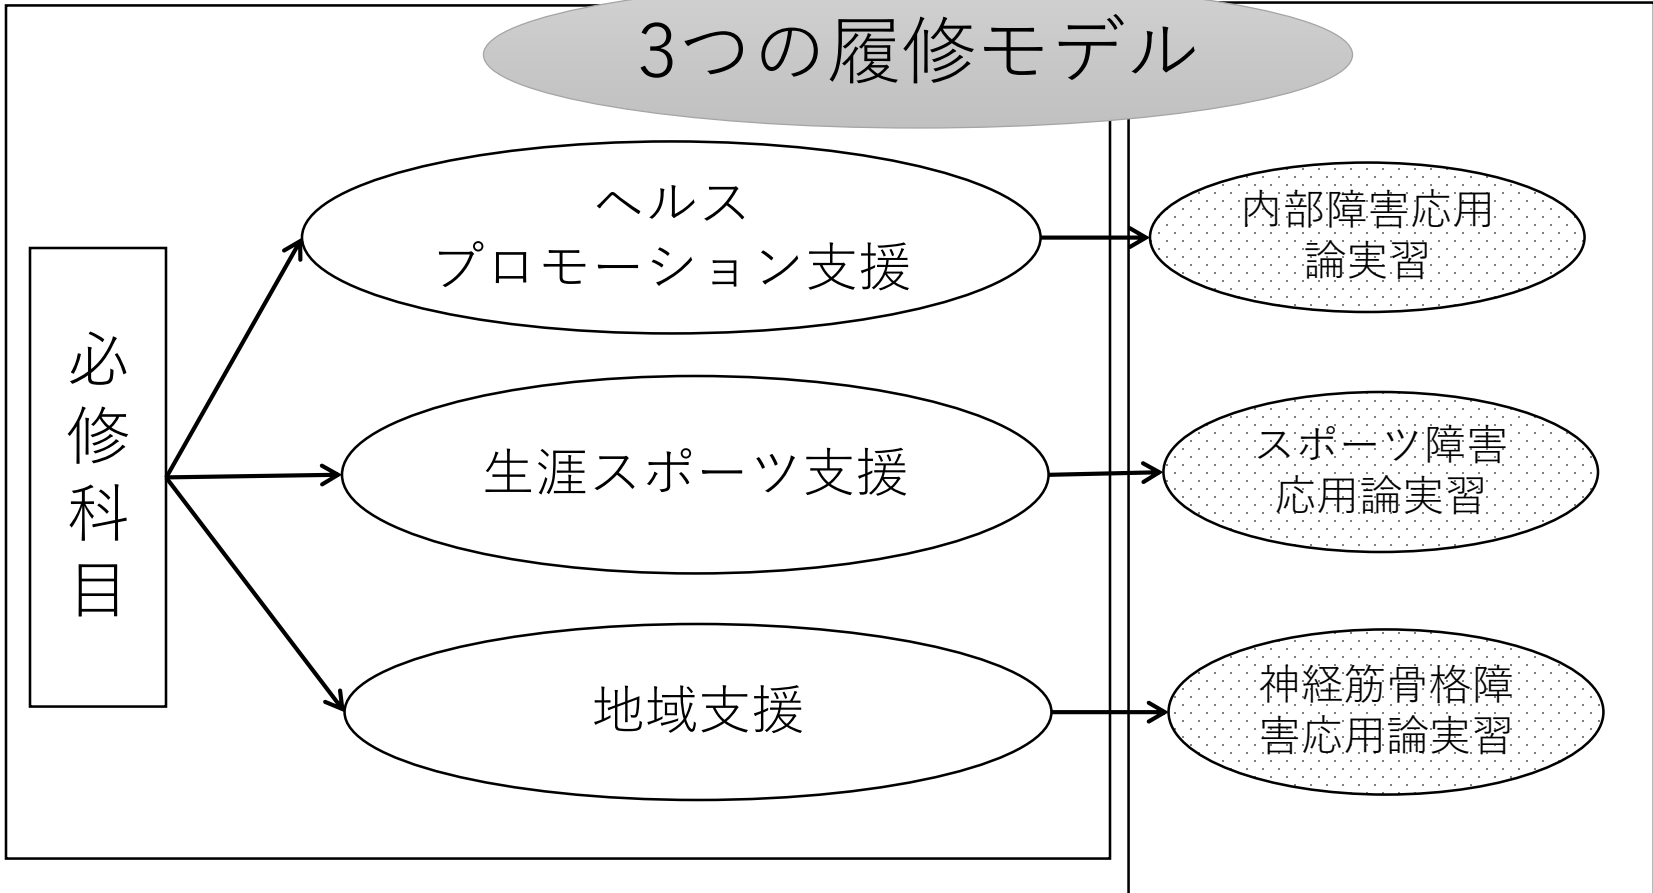 3つの履修モデル
必修科目
ヘルス
プロモーション支援
内部障害応用
論実習
生涯スポーツ支援
スポーツ障害
応用論実習
地域支援
神経筋骨格障
害応用論実習